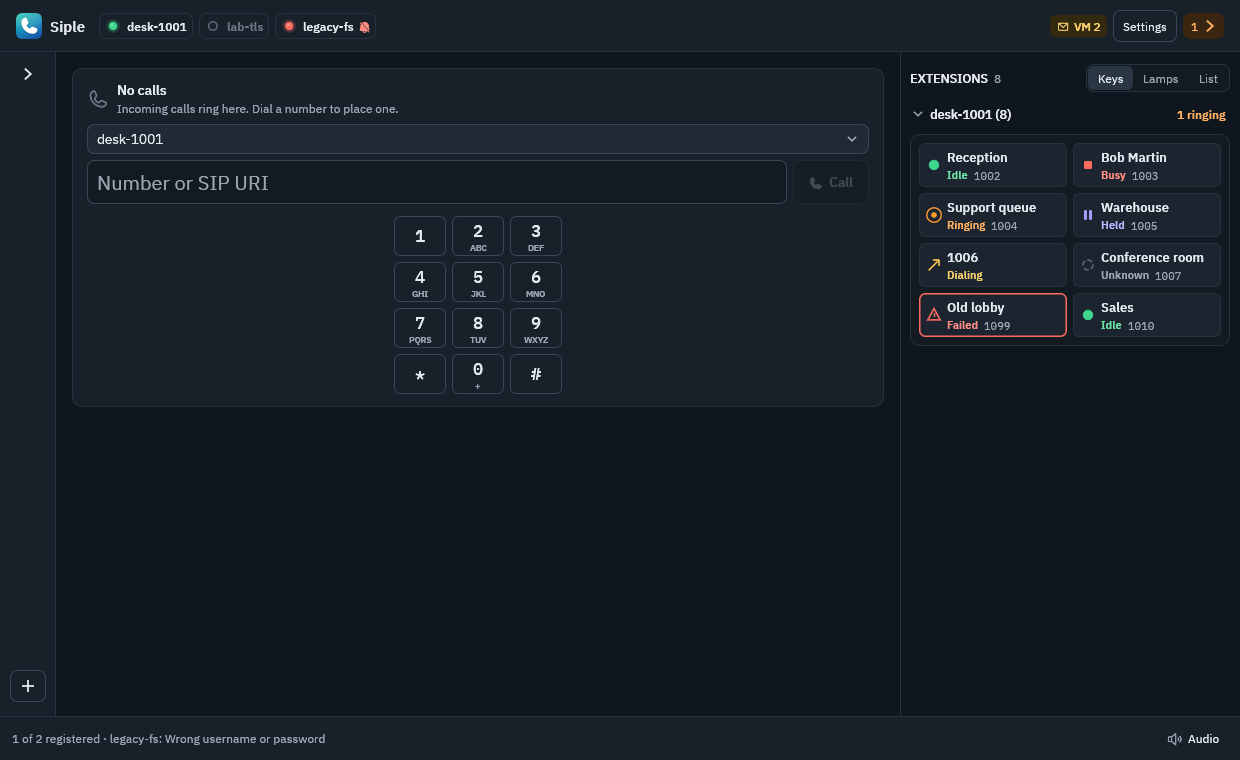 Siple desk-1001 lab-tls legacy-fs VM 2 Settings 1
No calls
Incoming calls ring here. Dial a number to place one.
desk-1001
Number or SIP URI Call
1 2 ABC 3 DEF
4 GHI 5 JKL 6 MNO
7 PQRS 8 TUV 9 WXYZ
* 0 + #
EXTENSIONS 8 Keys Lamps List
desk-1001 (8) 1 ringing
Reception
Idle 1002
Bob Martin
Busy 1003
Support queue
Ringing 1004
Warehouse
Held 1005
1006
Dialing
Conference room
Unknown 1007
Old lobby
Failed 1099
Sales
Idle 1010
1 of 2 registered · legacy-fs: Wrong username or password Audio